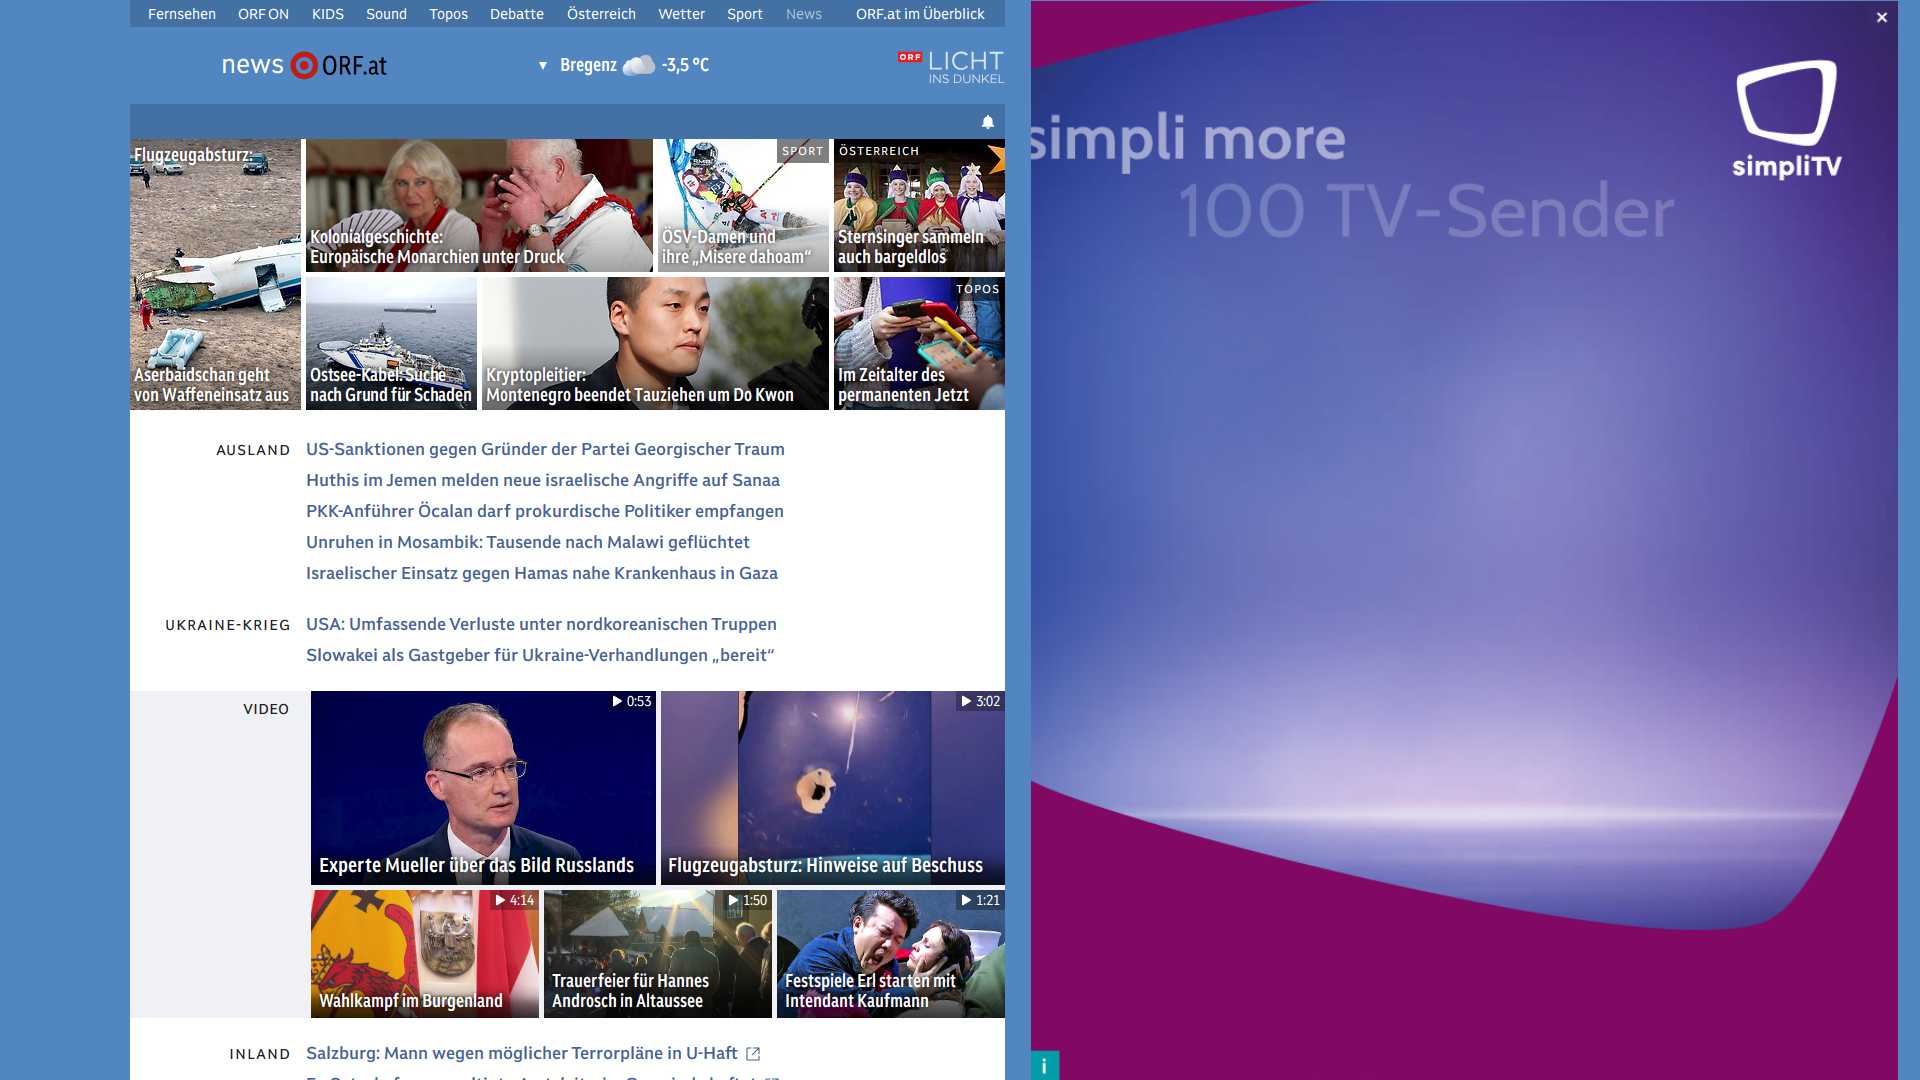 Fernsehen ORF ON KIDS Sound Topos Debatte Österreich Wetter Sport News ORF.at im Überblick
news ORF.at
▼ Bregenz -3,5 °C
ORF LICHT
INS DUNKEL
Flugzeugabsturz:
Aserbaidschan geht
von Waffeneinsatz aus
Kolonialgeschichte:
Europäische Monarchien unter Druck
SPORT
ÖSV-Damen und
ihre „Misere dahoam“
ÖSTERREICH
Sternsinger sammeln
auch bargeldlos
Ostsee-Kabel: Suche
nach Grund für Schaden
Kryptopleitier:
Montenegro beendet Tauziehen um Do Kwon
TOPOS
Im Zeitalter des
permanenten Jetzt
AUSLAND
US-Sanktionen gegen Gründer der Partei Georgischer Traum
Huthis im Jemen melden neue israelische Angriffe auf Sanaa
PKK-Anführer Öcalan darf prokurdische Politiker empfangen
Unruhen in Mosambik: Tausende nach Malawi geflüchtet
Israelischer Einsatz gegen Hamas nahe Krankenhaus in Gaza
UKRAINE-KRIEG
USA: Umfassende Verluste unter nordkoreanischen Truppen
Slowakei als Gastgeber für Ukraine-Verhandlungen „bereit“
VIDEO
0:53
Experte Mueller über das Bild Russlands
3:02
Flugzeugabsturz: Hinweise auf Beschuss
4:14
Wahlkampf im Burgenland
1:50
Trauerfeier für Hannes
Androsch in Altaussee
1:21
Festspiele Erl starten mit
Intendant Kaufmann
INLAND
Salzburg: Mann wegen möglicher Terrorpläne in U-Haft
simpli more
100 TV-Sender
simpliTV
i